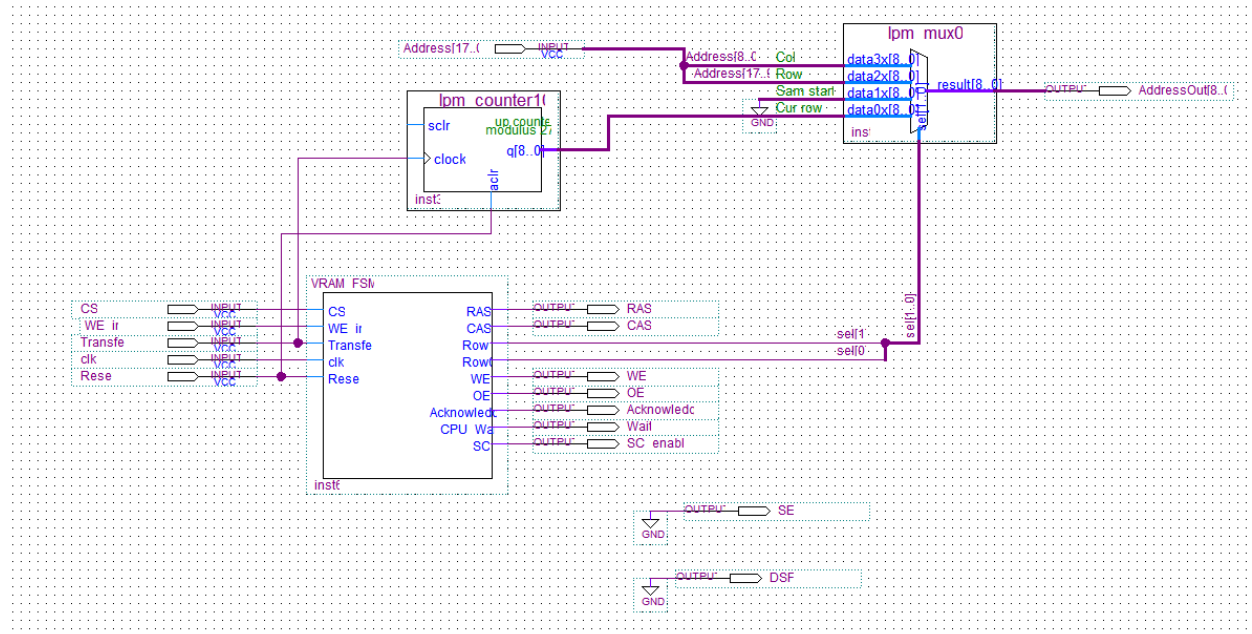 lpm_mux0
Address[17..0 INPUT VCC
Address[8..0 Col data3x[8..0]
Address[17..9 Row data2x[8..0]
Sam start data1x[8..0]
Cur row data0x[8..0]
GND
result[8..0]
sel[1..0]
OUTPUT AddressOut[8..0
inst
lpm_counter10
up counter
modulus 27
sclr
q[8..0]
clock
aclr
inst3
VRAM_FSM
CS INPUT VCC CS RAS OUTPUT RAS
WE_in INPUT VCC WE_in CAS OUTPUT CAS
Transfe INPUT VCC Transfe Row sel[1
clk INPUT VCC clk Row0 sel[0
Rese INPUT VCC Rese WE OUTPUT WE
OE OUTPUT OE
Acknowledc OUTPUT Acknowledc
CPU_Wa OUTPUT Wait
SC OUTPUT SC_enabl
sel[1..0]
inst6
OUTPUT SE
GND
OUTPUT DSF
GND